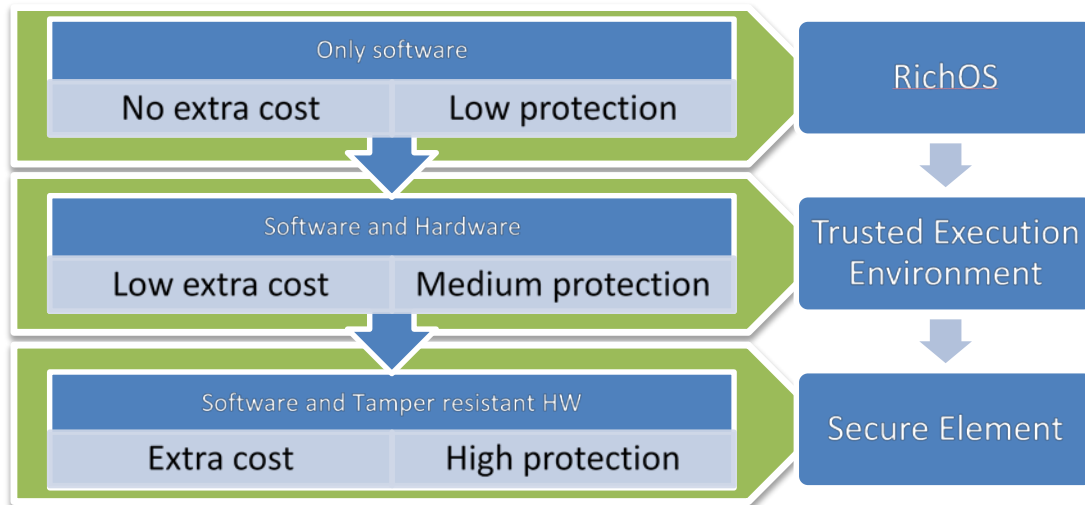 Only software
No extra cost
Low protection
RichOS
Software and Hardware
Low extra cost
Medium protection
Trusted Execution
Environment
Software and Tamper resistant HW
Extra cost
High protection
Secure Element